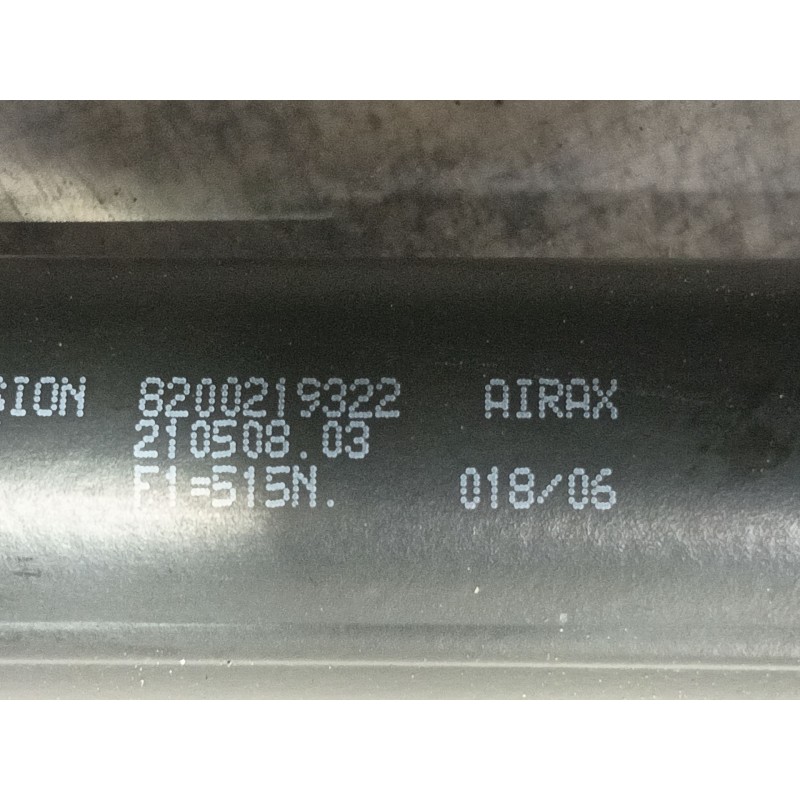 SION 8200219322 AIRAX
210508.03
F1=515N. 018/06